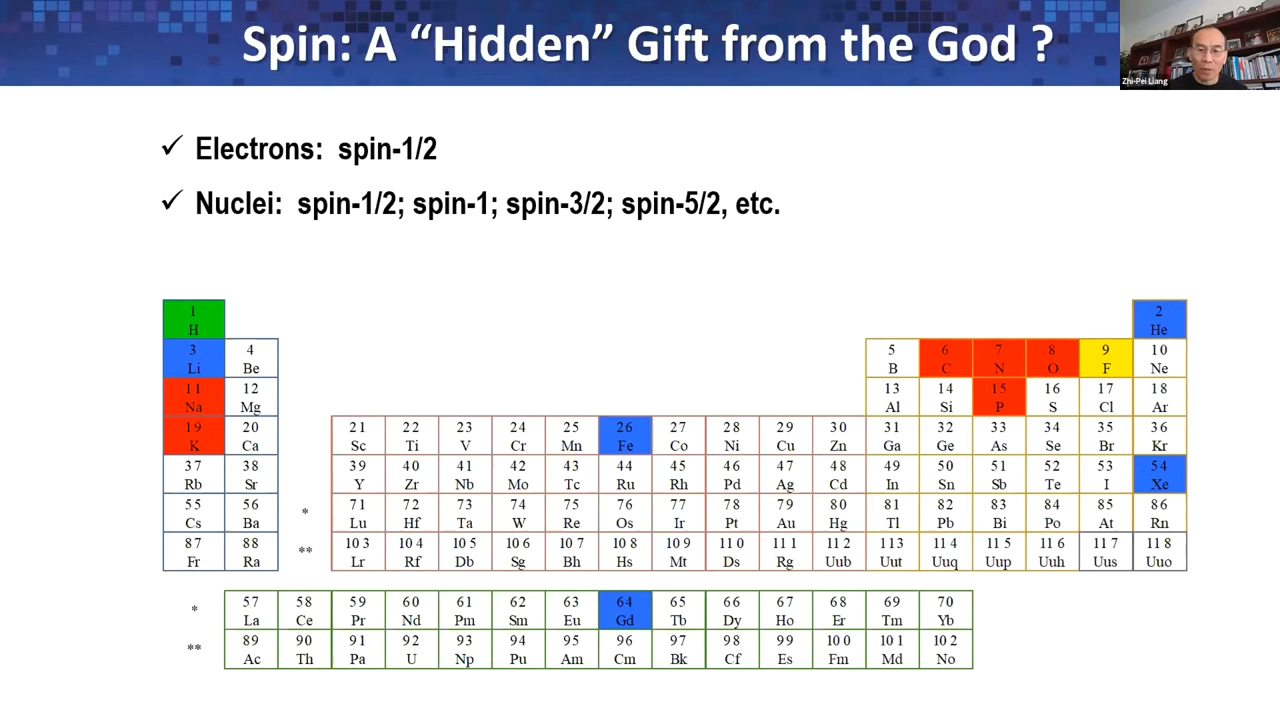 Spin: A “Hidden” Gift from the God ?
Zhi-Pei Liang
✓ Electrons: spin-1/2
✓ Nuclei: spin-1/2; spin-1; spin-3/2; spin-5/2, etc.
1 2
H He
3 4 5 6 7 8 9 10
Li Be B C N O F Ne
11 12 13 14 15 16 17 18
Na Mg Al Si P S Cl Ar
19 20 21 22 23 24 25 26 27 28 29 30 31 32 33 34 35 36
K Ca Sc Ti V Cr Mn Fe Co Ni Cu Zn Ga Ge As Se Br Kr
37 38 39 40 41 42 43 44 45 46 47 48 49 50 51 52 53 54
Rb Sr Y Zr Nb Mo Tc Ru Rh Pd Ag Cd In Sn Sb Te I Xe
55 56 * 71 72 73 74 75 76 77 78 79 80 81 82 83 84 85 86
Cs Ba Lu Hf Ta W Re Os Ir Pt Au Hg Tl Pb Bi Po At Rn
87 88 ** 103 104 105 106 107 108 109 110 111 112 113 114 115 116 117 118
Fr Ra Lr Rf Db Sg Bh Hs Mt Ds Rg Uub Uut Uuq Uup Uuh Uus Uuo
* 57 58 59 60 61 62 63 64 65 66 67 68 69 70
La Ce Pr Nd Pm Sm Eu Gd Tb Dy Ho Er Tm Yb
** 89 90 91 92 93 94 95 96 97 98 99 100 101 102
Ac Th Pa U Np Pu Am Cm Bk Cf Es Fm Md No